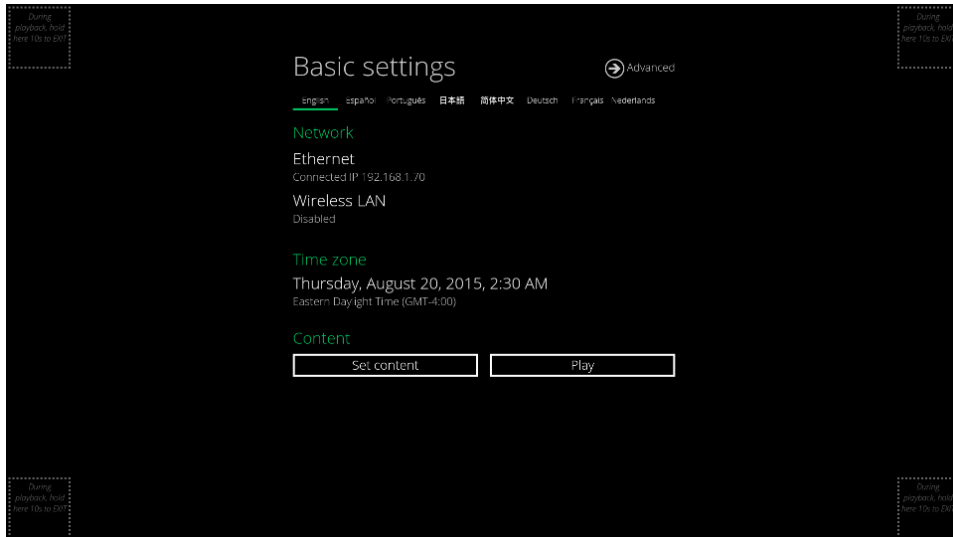 During
playback, hold
here 10s to EXIT
During
playback, hold
here 10s to EXIT
Basic settings
Advanced
English Español Português 日本語 简体中文 Deutsch Français Nederlands
Network
Ethernet
Connected IP 192.168.1.70
Wireless LAN
Disabled
Time zone
Thursday, August 20, 2015, 2:30 AM
Eastern Daylight Time (GMT-4:00)
Content
Set content Play
During
playback, hold
here 10s to EXIT
During
playback, hold
here 10s to EXIT